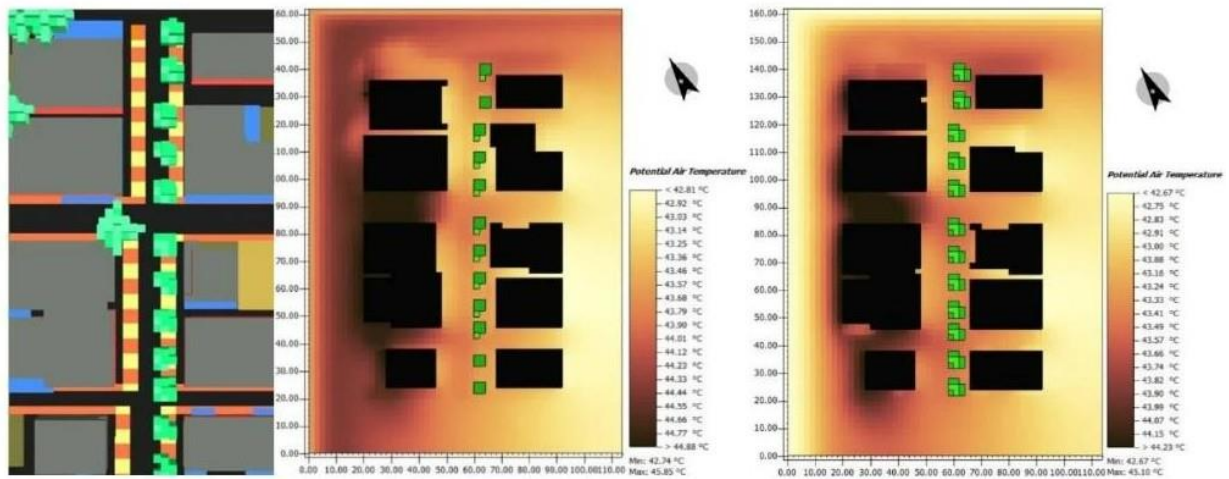 160.00
150.00
140.00
130.00
120.00
110.00
100.00
90.00
80.00
70.00
60.00
50.00
40.00
30.00
20.00
10.00
0.00
0.00 10.00 20.00 30.00 40.00 50.00 60.00 70.00 80.00 90.00 100.00 110.00
Potential Air Temperature
< 42.81 °C
42.92 °C
43.03 °C
43.14 °C
43.25 °C
43.36 °C
43.46 °C
43.57 °C
43.68 °C
43.79 °C
43.90 °C
44.01 °C
44.12 °C
44.23 °C
44.33 °C
44.44 °C
44.55 °C
44.66 °C
44.77 °C
> 44.88 °C
Min: 42.74 °C
Max: 45.85 °C
160.00
150.00
140.00
130.00
120.00
110.00
100.00
90.00
80.00
70.00
60.00
50.00
40.00
30.00
20.00
10.00
0.00
0.00 10.00 20.00 30.00 40.00 50.00 60.00 70.00 80.00 90.00 100.00 110.00
Potential Air Temperature
< 42.67 °C
42.75 °C
42.83 °C
42.91 °C
43.00 °C
43.08 °C
43.16 °C
43.24 °C
43.33 °C
43.41 °C
43.49 °C
43.57 °C
43.66 °C
43.74 °C
43.82 °C
43.90 °C
43.99 °C
44.07 °C
44.15 °C
> 44.23 °C
Min: 42.67 °C
Max: 45.10 °C